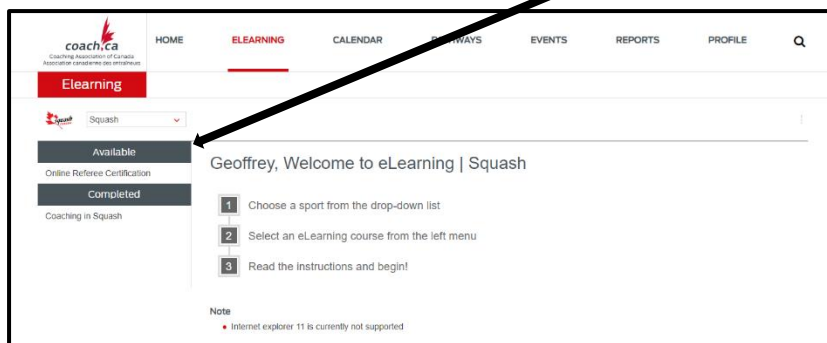 coach.ca
Coaching Association of Canada
Association canadienne des entraîneurs
HOME
ELEARNING
CALENDAR
EVENTS
REPORTS
PROFILE
Elearning
Squash
Squash
Available
Online Referee Certification
Completed
Coaching in Squash
Geoffrey, Welcome to eLearning | Squash
1 Choose a sport from the drop-down list
2 Select an eLearning course from the left menu
3 Read the instructions and begin!
Note
• Internet explorer 11 is currently not supported